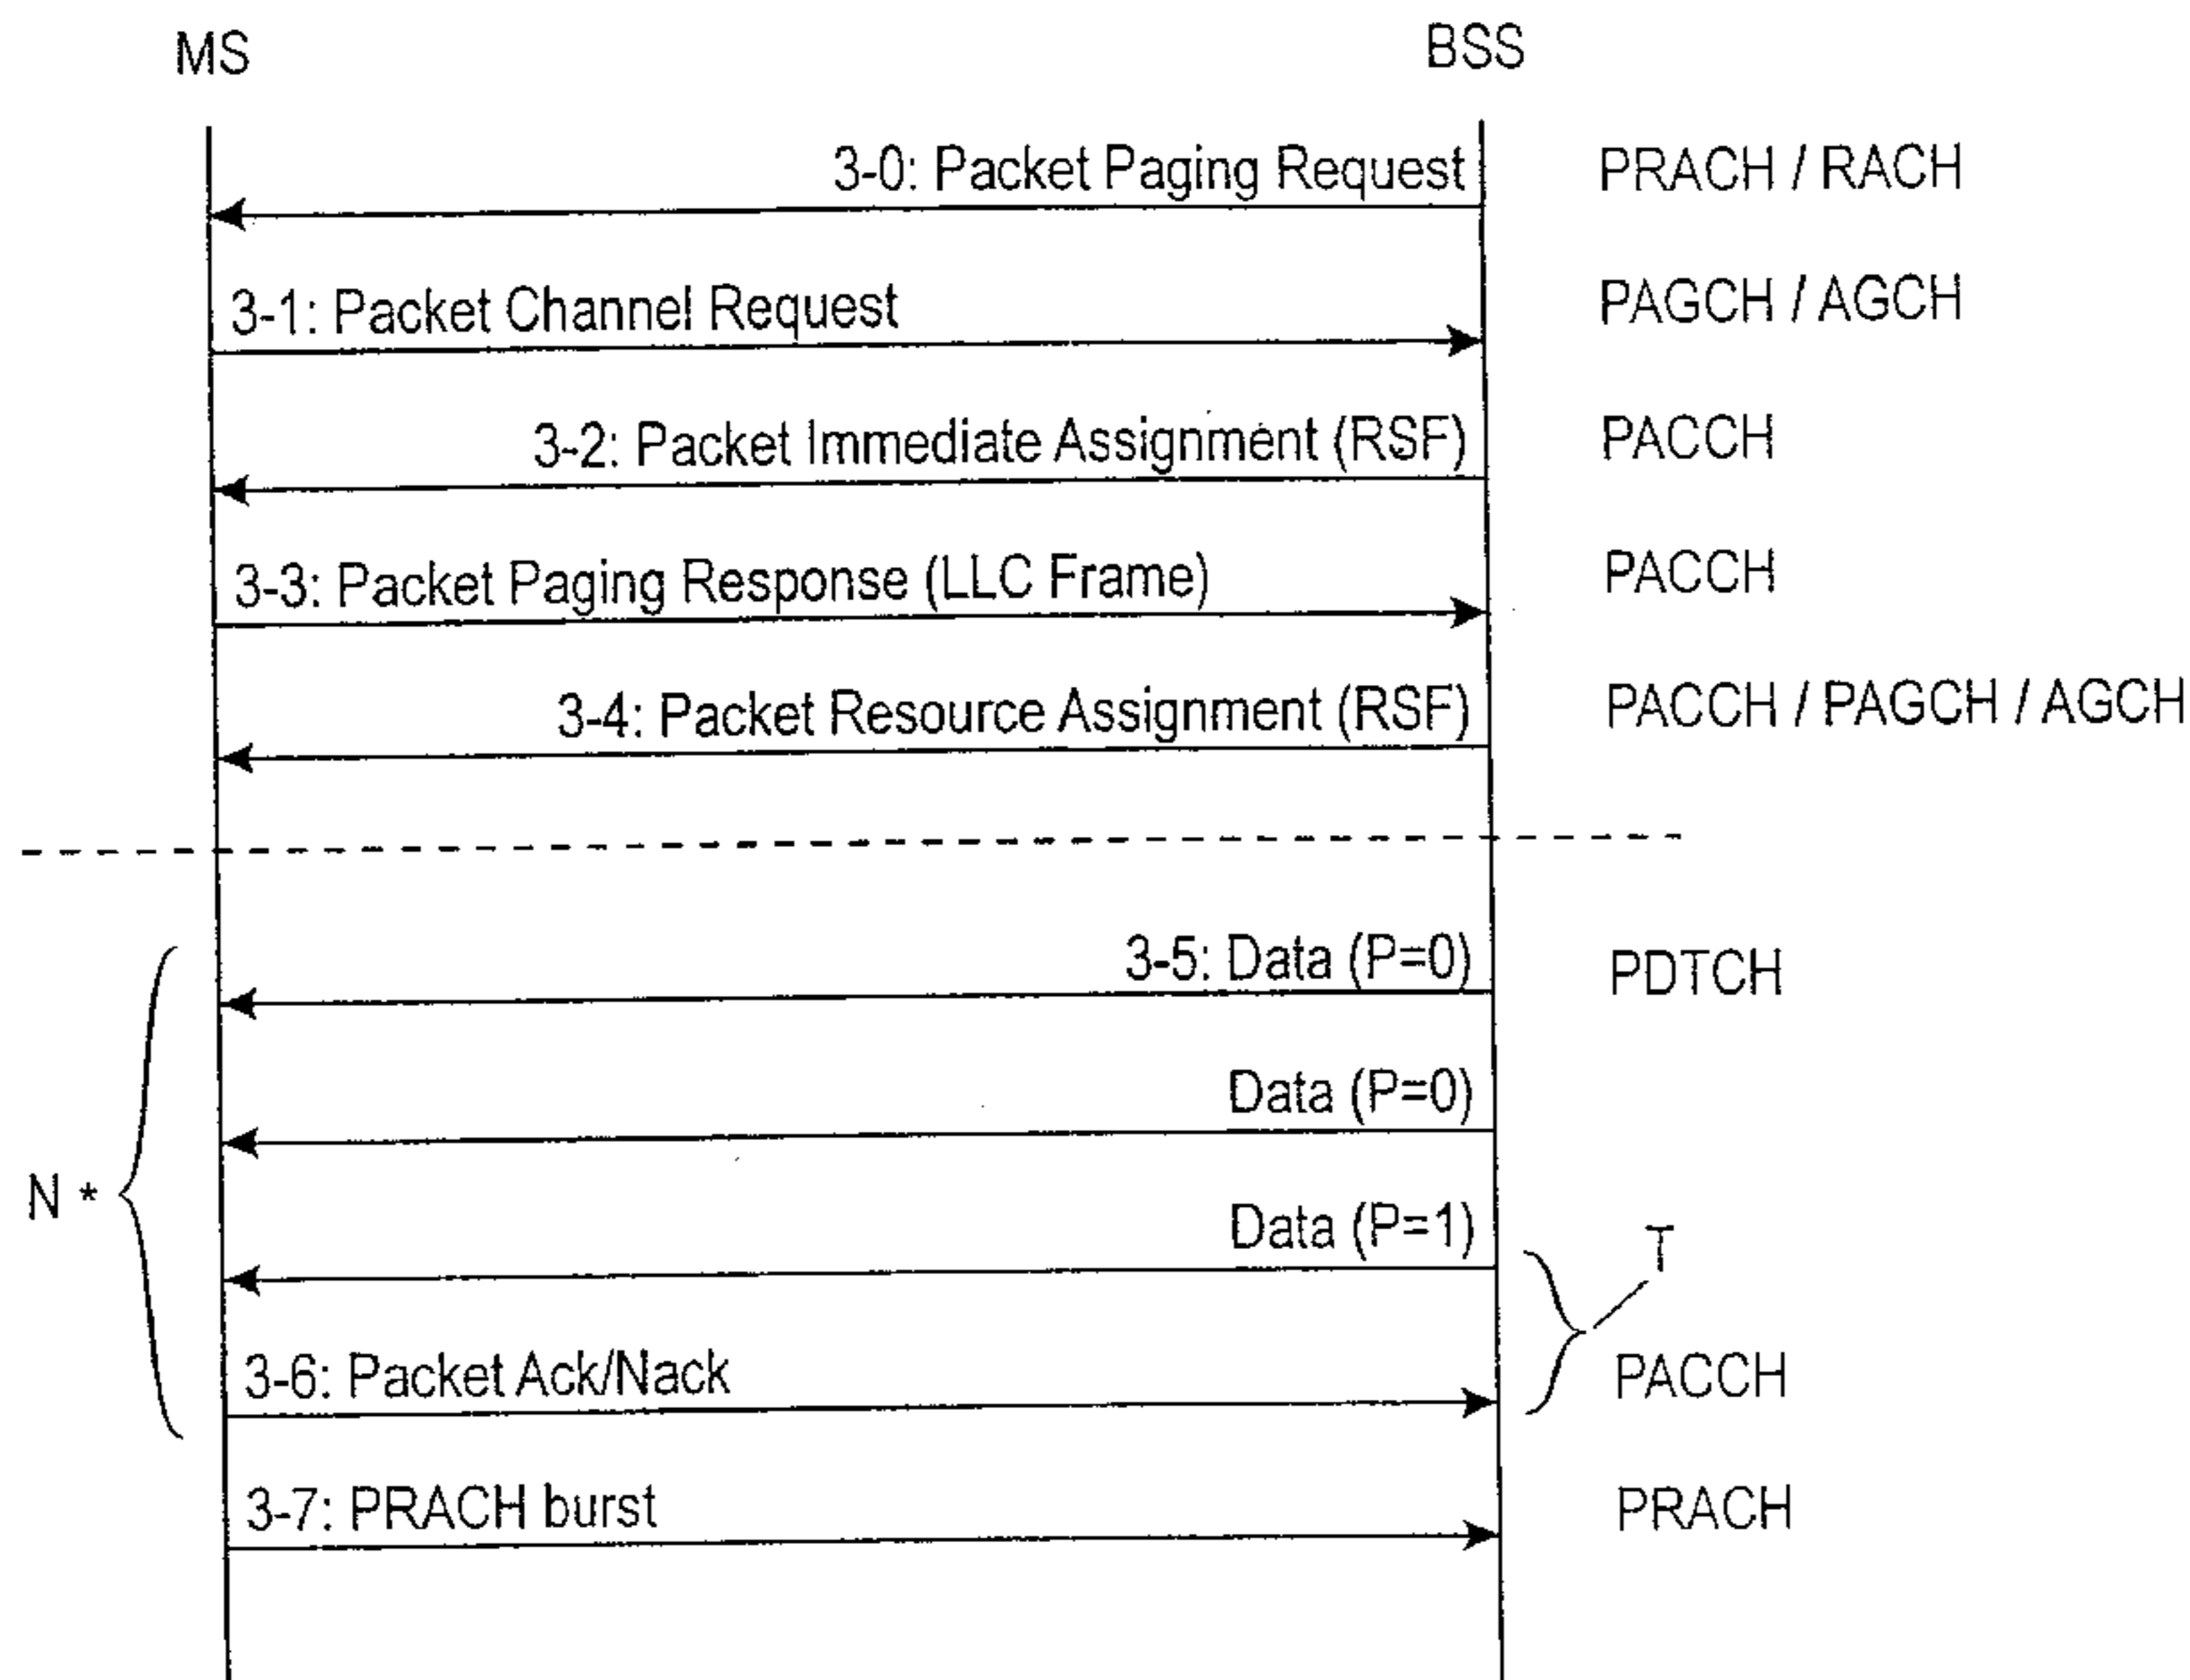 MS BSS
3-0: Packet Paging Request PRACH / RACH
3-1: Packet Channel Request PAGCH / AGCH
3-2: Packet Immediate Assignment (RSF) PACCH
3-3: Packet Paging Response (LLC Frame) PACCH
3-4: Packet Resource Assignment (RSF) PACCH / PAGCH / AGCH
3-5: Data (P=0) PDTCH
Data (P=0)
N *
Data (P=1)
T
3-6: Packet Ack/Nack PACCH
3-7: PRACH burst PRACH